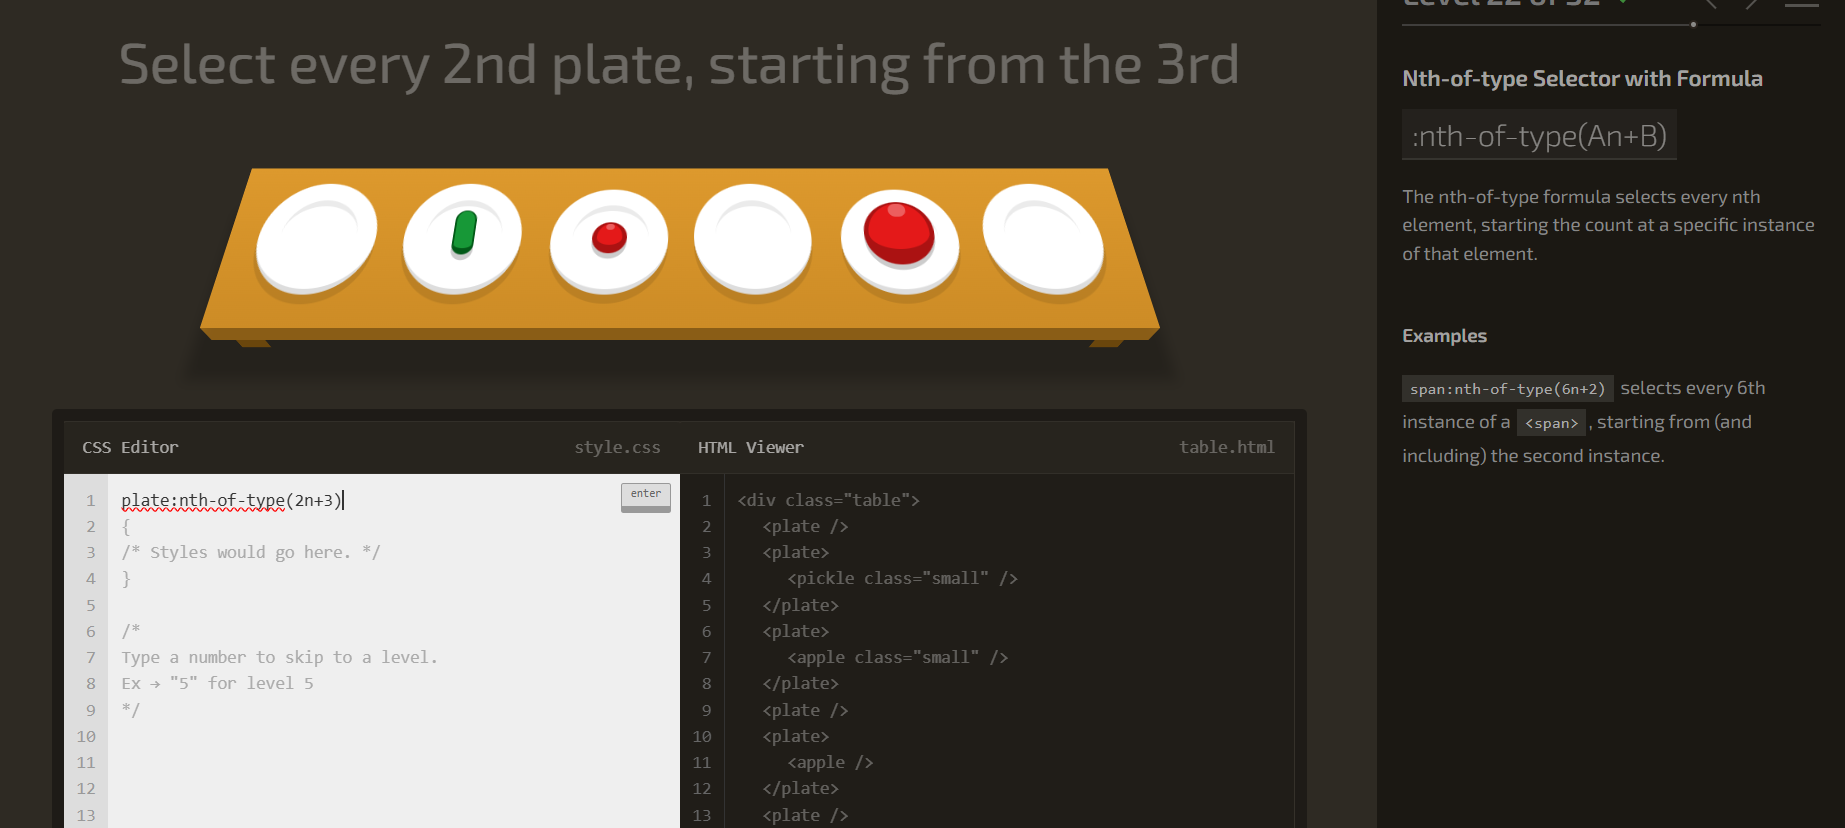 Select every 2nd plate, starting from the 3rd
CSS Editor
style.css
1 plate:nth-of-type(2n+3)
enter
2 {
3 /* Styles would go here. */
4 }
5
6 /*
7 Type a number to skip to a level.
8 Ex → "5" for level 5
9 */
10
11
12
13
HTML Viewer
table.html
1 <div class="table">
2 <plate />
3 <plate>
4 <pickle class="small" />
5 </plate>
6 <plate>
7 <apple class="small" />
8 </plate>
9 <plate />
10 <plate>
11 <apple />
12 </plate>
13 <plate />
Level 22 of 32
Nth-of-type Selector with Formula
:nth-of-type(An+B)
The nth-of-type formula selects every nth
element, starting the count at a specific instance
of that element.
Examples
span:nth-of-type(6n+2) selects every 6th
instance of a <span> , starting from (and
including) the second instance.